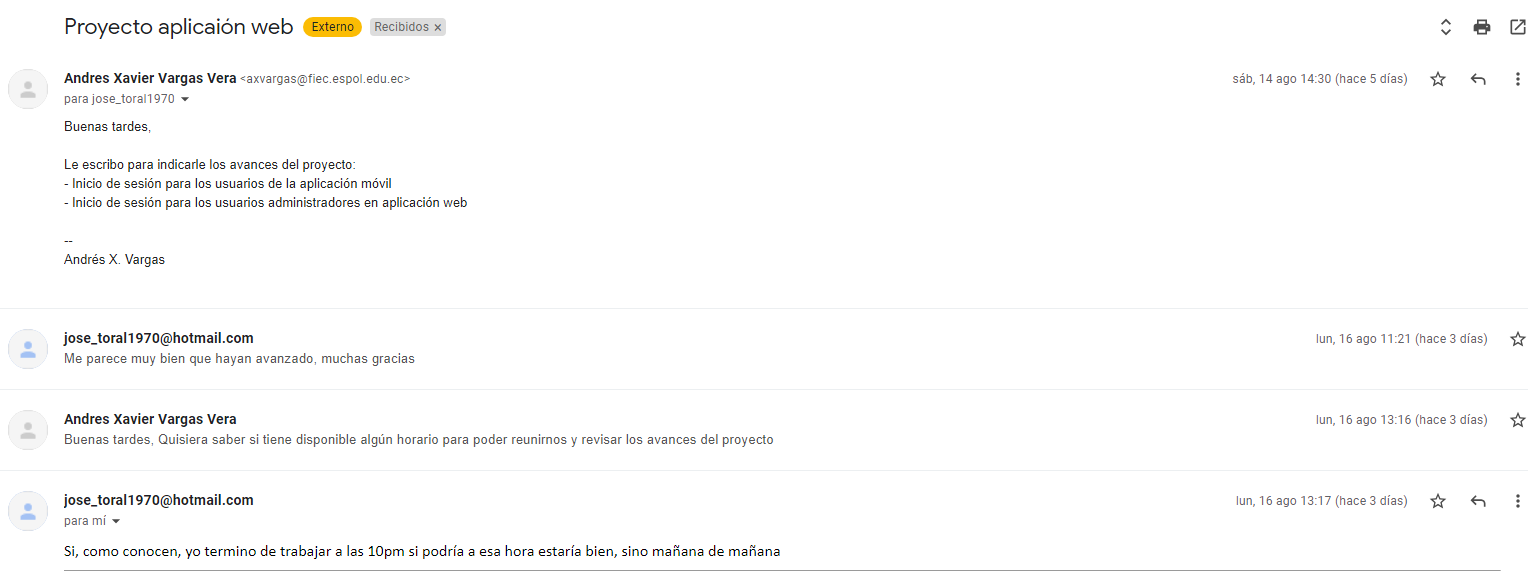 Proyecto aplicaión web Externo Recibidos ×
Andres Xavier Vargas Vera <axvargas@fiec.espol.edu.ec> sáb, 14 ago 14:30 (hace 5 días)
para jose_toral1970
Buenas tardes,
Le escribo para indicarle los avances del proyecto:
- Inicio de sesión para los usuarios de la aplicación móvil
- Inicio de sesión para los usuarios administradores en aplicación web
--
Andrés X. Vargas
jose_toral1970@hotmail.com lun, 16 ago 11:21 (hace 3 días)
Me parece muy bien que hayan avanzado, muchas gracias
Andres Xavier Vargas Vera lun, 16 ago 13:16 (hace 3 días)
Buenas tardes, Quisiera saber si tiene disponible algún horario para poder reunirnos y revisar los avances del proyecto
jose_toral1970@hotmail.com lun, 16 ago 13:17 (hace 3 días)
para mí
Si, como conocen, yo termino de trabajar a las 10pm si podría a esa hora estaría bien, sino mañana de mañana